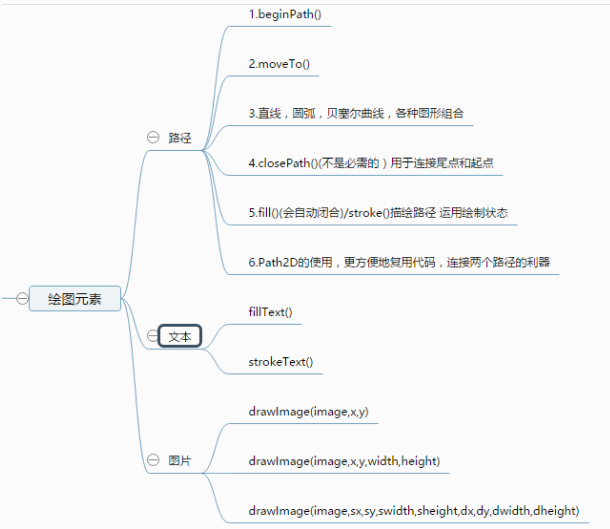 绘图元素
路径
1.beginPath()
2.moveTo()
3.直线，圆弧，贝塞尔曲线，各种图形组合
4.closePath()(不是必需的）用于连接尾点和起点
5.fill()(会自动闭合)/stroke()描绘路径 运用绘制状态
6.Path2D的使用，更方便地复用代码，连接两个路径的利器
文本
fillText()
strokeText()
图片
drawImage(image,x,y)
drawImage(image,x,y,width,height)
drawImage(image,sx,sy,swidth,sheight,dx,dy,dwidth,dheight)